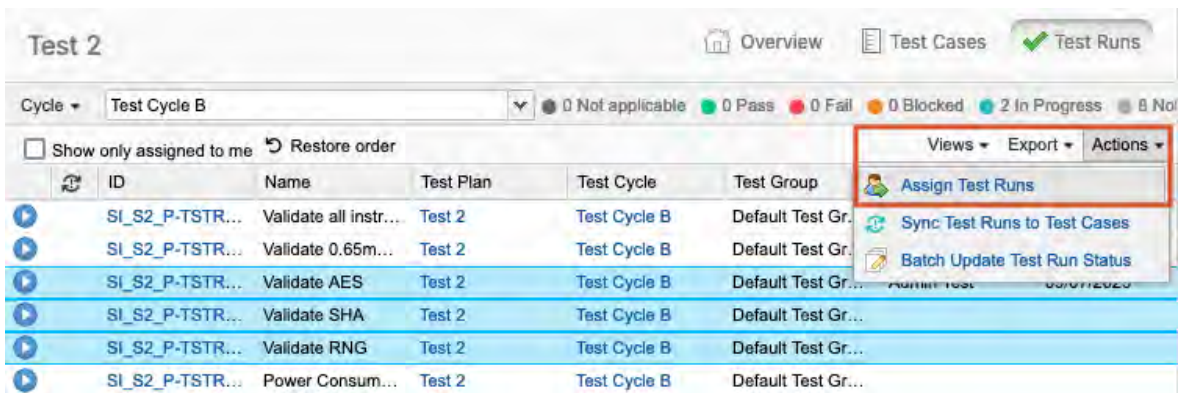 Test 2 Overview Test Cases Test Runs
Cycle Test Cycle B 0 Not applicable 0 Pass 0 Fail 0 Blocked 2 In Progress 8 No
Show only assigned to me Restore order Views Export Actions
ID Name Test Plan Test Cycle Test Group Assign Test Runs
SI_S2_P-TSTR... Validate all instr... Test 2 Test Cycle B Default Test Gr... Sync Test Runs to Test Cases
SI_S2_P-TSTR... Validate 0.65m... Test 2 Test Cycle B Default Test Gr... Batch Update Test Run Status
SI_S2_P-TSTR... Validate AES Test 2 Test Cycle B Default Test Gr... Admin Test
SI_S2_P-TSTR... Validate SHA Test 2 Test Cycle B Default Test Gr...
SI_S2_P-TSTR... Validate RNG Test 2 Test Cycle B Default Test Gr...
SI_S2_P-TSTR... Power Consum... Test 2 Test Cycle B Default Test Gr...